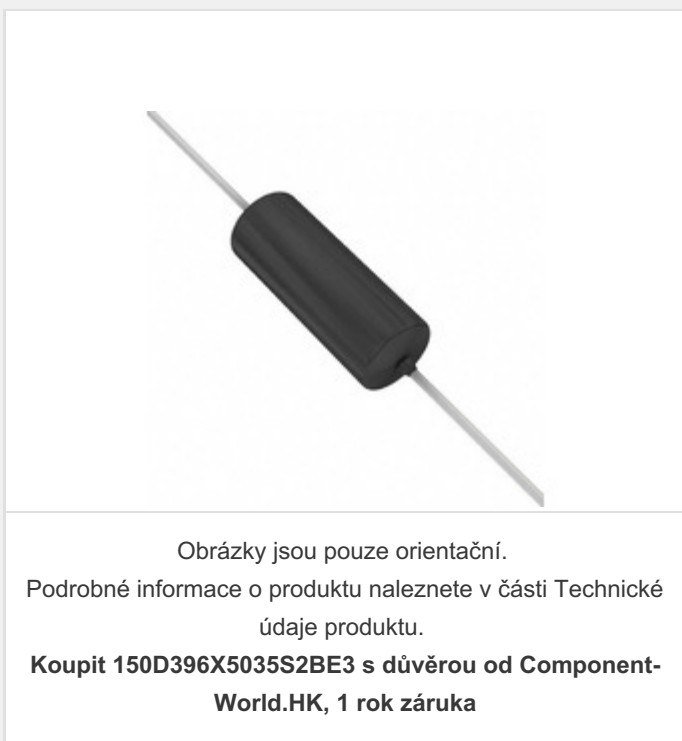 Obrázky jsou pouze orientační.
Podrobné informace o produktu naleznete v části Technické
údaje produktu.
Koupit 150D396X5035S2BE3 s důvěrou od Component-
World.HK, 1 rok záruka